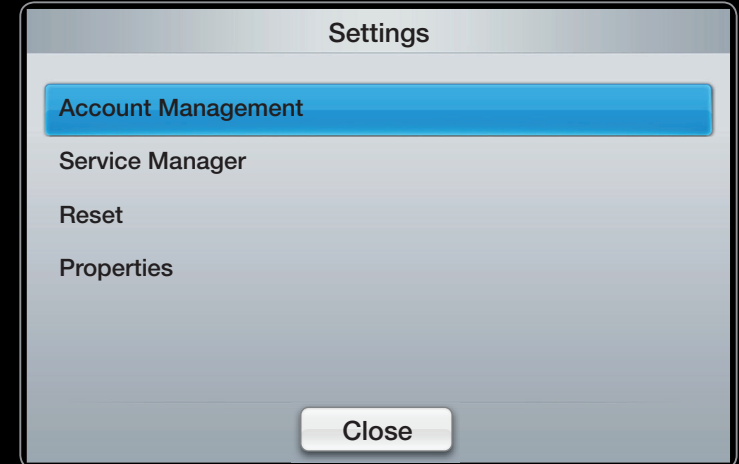 Settings
Account Management
Service Manager
Reset
Properties
Close